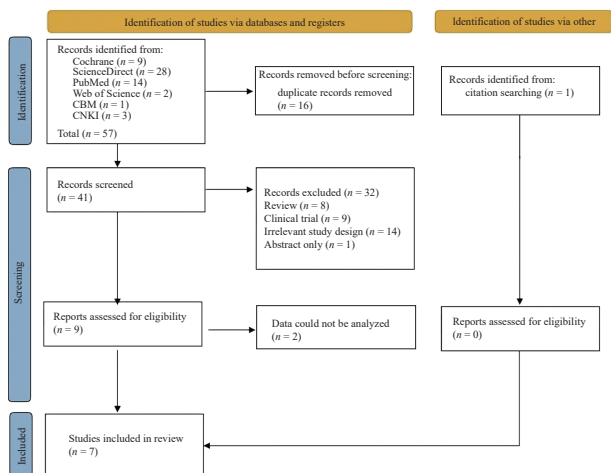 Identification of studies via databases and registers
Identification of studies via other
Identification
Records identified from:
Cochrane (n = 9)
ScienceDirect (n = 28)
PubMed (n = 14)
Web of Science (n = 2)
CBM (n = 1)
CNKI (n = 3)
Total (n = 57)
Records removed before screening:
duplicate records removed
(n = 16)
Records identified from:
citation searching (n = 1)
Screening
Records screened
(n = 41)
Records excluded (n = 32)
Review (n = 8)
Clinical trial (n = 9)
Irrelevant study design (n = 14)
Abstract only (n = 1)
Reports assessed for eligibility
(n = 9)
Data could not be analyzed
(n = 2)
Reports assessed for eligibility
(n = 0)
Included
Studies included in review
(n = 7)